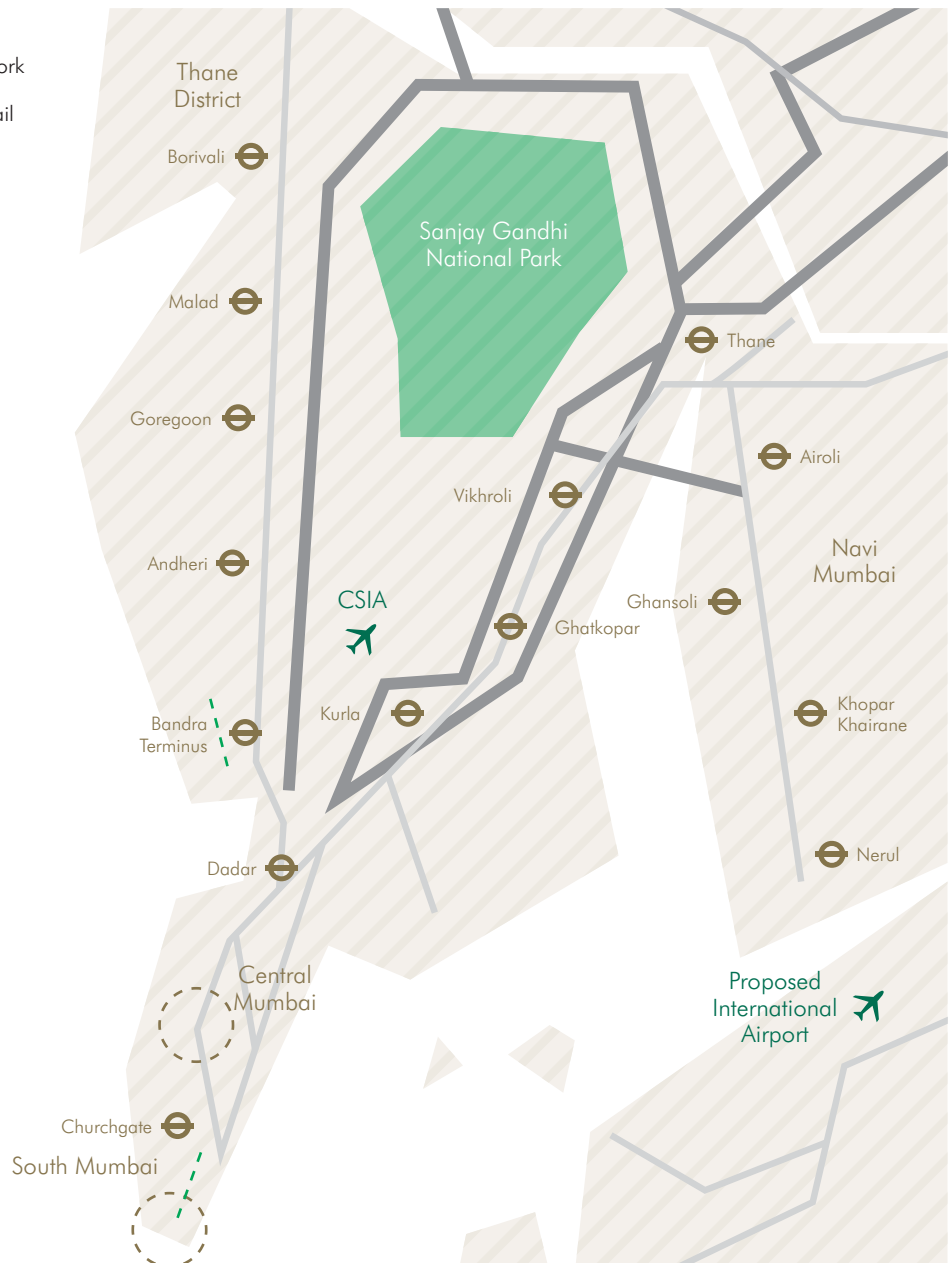 ork
Thane
District
ail
Borivali
Sanjay Gandhi
National Park
Malad
Thane
Goregoon
Airoli
Vikhroli
Navi
Mumbai
Andheri
CSIA
Ghansoli
Ghatkopar
Khopar
Khairane
Kurla
Bandra
Terminus
Dadar
Nerul
Central
Mumbai
Proposed
International
Airport
Churchgate
South Mumbai